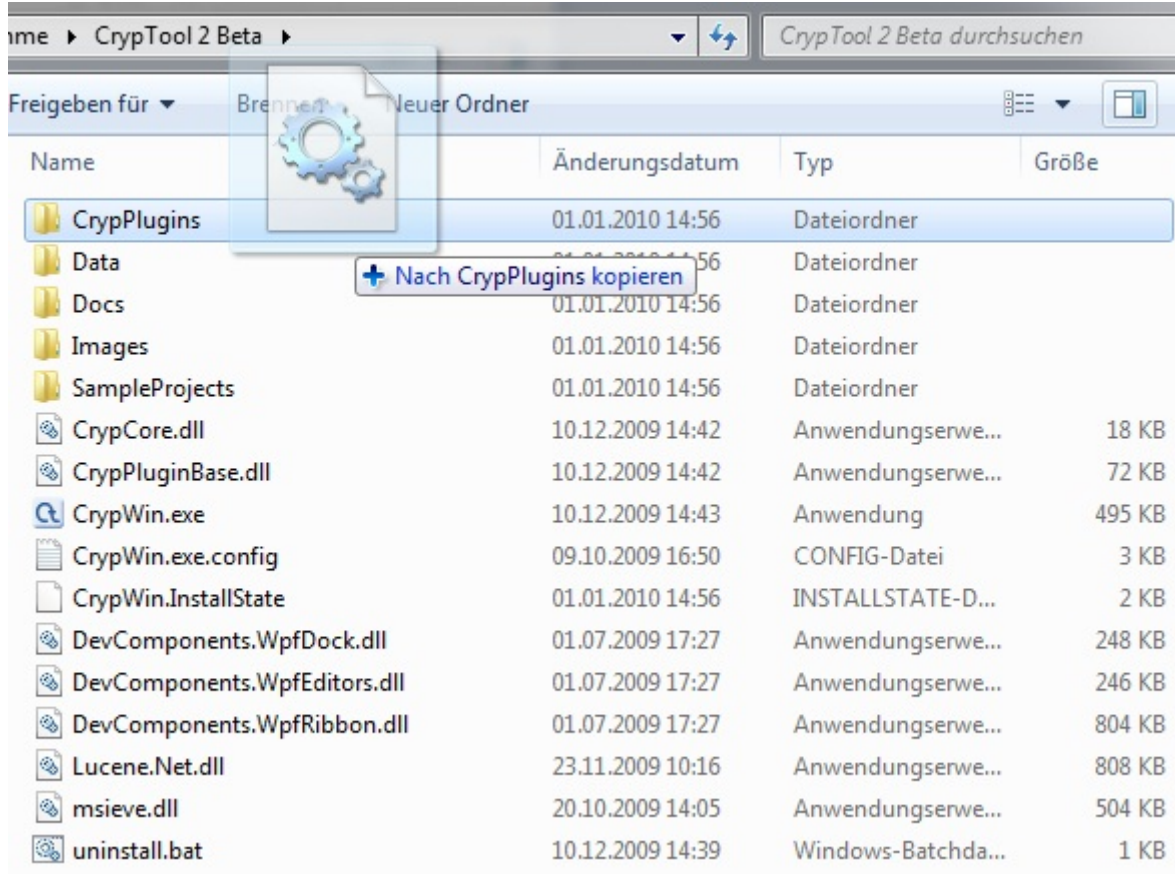 nme ▸ CrypTool 2 Beta ▸ CrypTool 2 Beta durchsuchen
Freigeben für Brennen Neuer Ordner
Name Änderungsdatum Typ Größe
CrypPlugins 01.01.2010 14:56 Dateiordner
Data 01.01.2010 14:56 Dateiordner
Nach CrypPlugins kopieren
Docs 01.01.2010 14:56 Dateiordner
Images 01.01.2010 14:56 Dateiordner
SampleProjects 01.01.2010 14:56 Dateiordner
CrypCore.dll 10.12.2009 14:42 Anwendungserwe... 18 KB
CrypPluginBase.dll 10.12.2009 14:42 Anwendungserwe... 72 KB
CrypWin.exe 10.12.2009 14:43 Anwendung 495 KB
CrypWin.exe.config 09.10.2009 16:50 CONFIG-Datei 3 KB
CrypWin.InstallState 01.01.2010 14:56 INSTALLSTATE-D... 2 KB
DevComponents.WpfDock.dll 01.07.2009 17:27 Anwendungserwe... 248 KB
DevComponents.WpfEditors.dll 01.07.2009 17:27 Anwendungserwe... 246 KB
DevComponents.WpfRibbon.dll 01.07.2009 17:27 Anwendungserwe... 804 KB
Lucene.Net.dll 23.11.2009 10:16 Anwendungserwe... 808 KB
msieve.dll 20.10.2009 14:05 Anwendungserwe... 504 KB
uninstall.bat 10.12.2009 14:39 Windows-Batchda... 1 KB